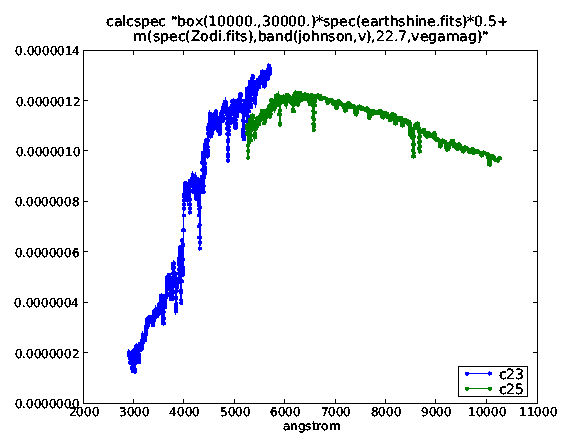 calcspec "box(10000.,30000.)*spec(earthshine.fits)*0.5+
m(spec(Zodi.fits),band(johnson,v),22.7,vegamag)"
0.0000014
0.0000012
0.0000010
0.0000008
0.0000006
0.0000004
0.0000002
0.0000000
2000 3000 4000 5000 6000 7000 8000 9000 10000 11000
angstrom
c23
c25